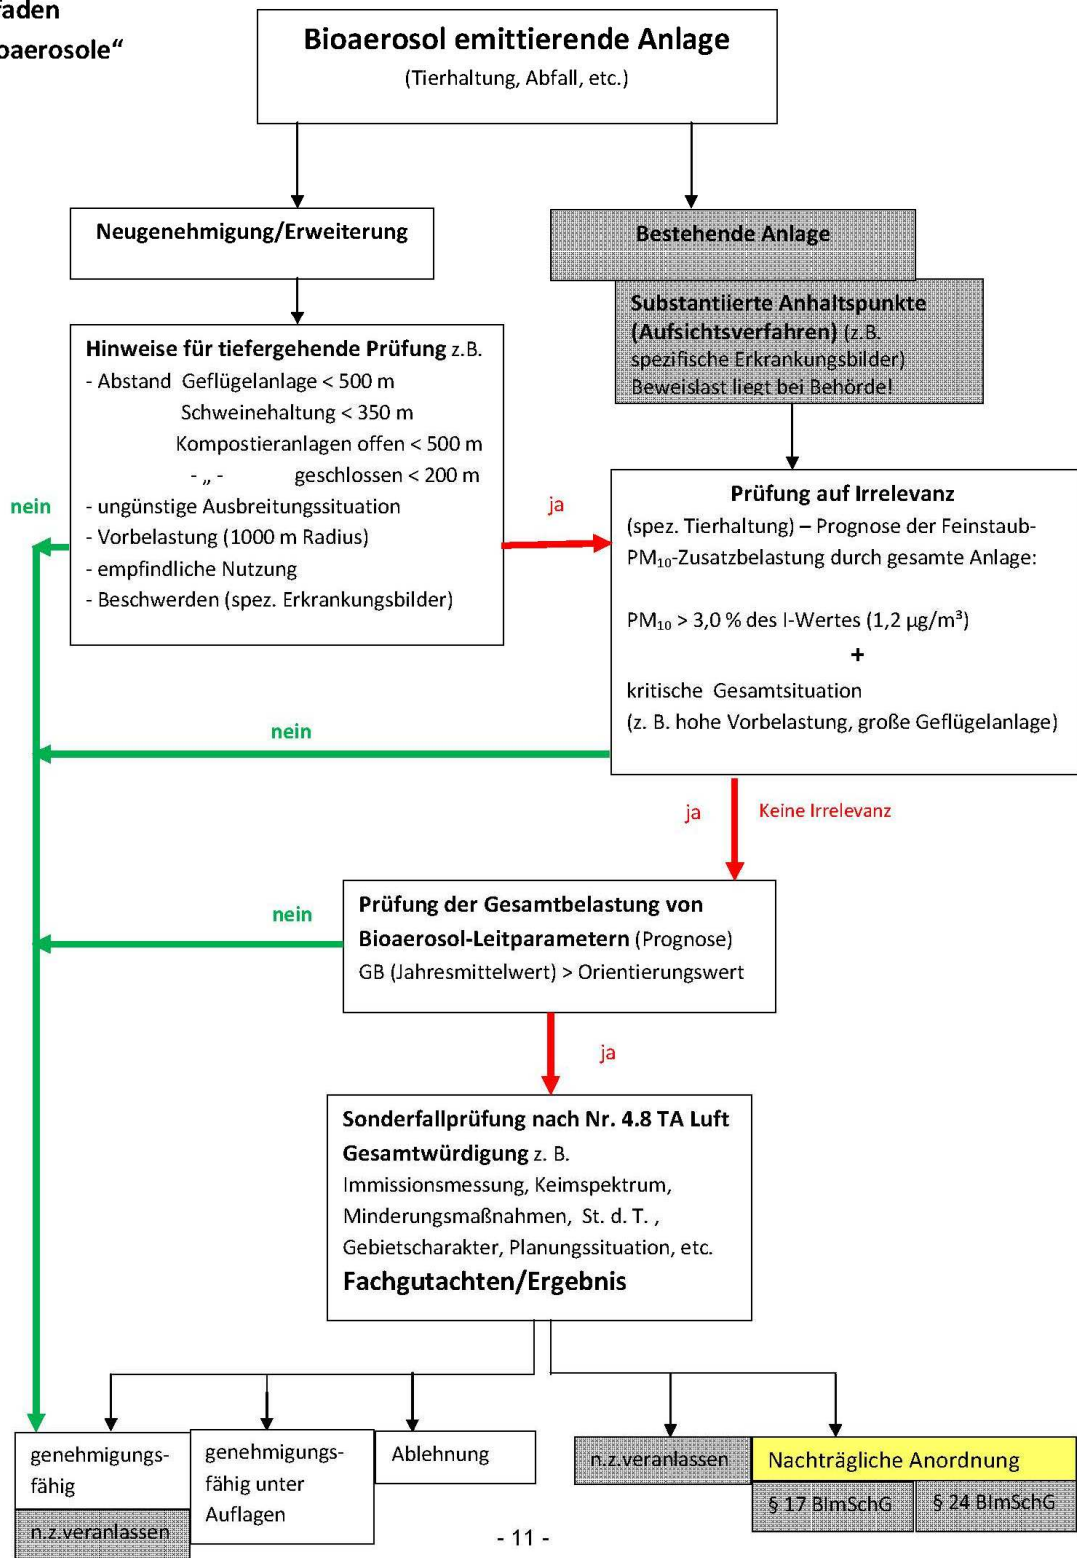 faden
oaerosole“
Bioaerosol emittierende Anlage
(Tierhaltung, Abfall, etc.)
Neugenehmigung/Erweiterung
Bestehende Anlage
Substantiierte Anhaltspunkte
(Aufsichtsverfahren) (z.B.
spezifische Erkrankungsbilder)
Beweislast liegt bei Behörde!
Hinweise für tiefergehende Prüfung z.B.
- Abstand Geflügelanlage < 500 m
Schweinehaltung < 350 m
Kompostieranlagen offen < 500 m
- „ - geschlossen < 200 m
- ungünstige Ausbreitungssituation
- Vorbelastung (1000 m Radius)
- empfindliche Nutzung
- Beschwerden (spez. Erkrankungsbilder)
nein
ja
Prüfung auf Irrelevanz
(spez. Tierhaltung) – Prognose der Feinstaub-
PM₁₀-Zusatzbelastung durch gesamte Anlage:
PM₁₀ > 3,0 % des I-Wertes (1,2 µg/m³)
+
kritische Gesamtsituation
(z. B. hohe Vorbelastung, große Geflügelanlage)
nein
ja
Keine Irrelevanz
nein
Prüfung der Gesamtbelastung von
Bioaerosol-Leitparametern (Prognose)
GB (Jahresmittelwert) > Orientierungswert
ja
Sonderfallprüfung nach Nr. 4.8 TA Luft
Gesamtwürdigung z. B.
Immissionsmessung, Keimspektrum,
Minderungsmaßnahmen, St. d. T. ,
Gebietscharakter, Planungssituation, etc.
Fachgutachten/Ergebnis
genehmigungs-
fähig
n.z.veranlassen
genehmigungs-
fähig unter
Auflagen
Ablehnung
n.z.veranlassen
Nachträgliche Anordnung
§ 17 BImSchG
§ 24 BImSchG
- 11 -